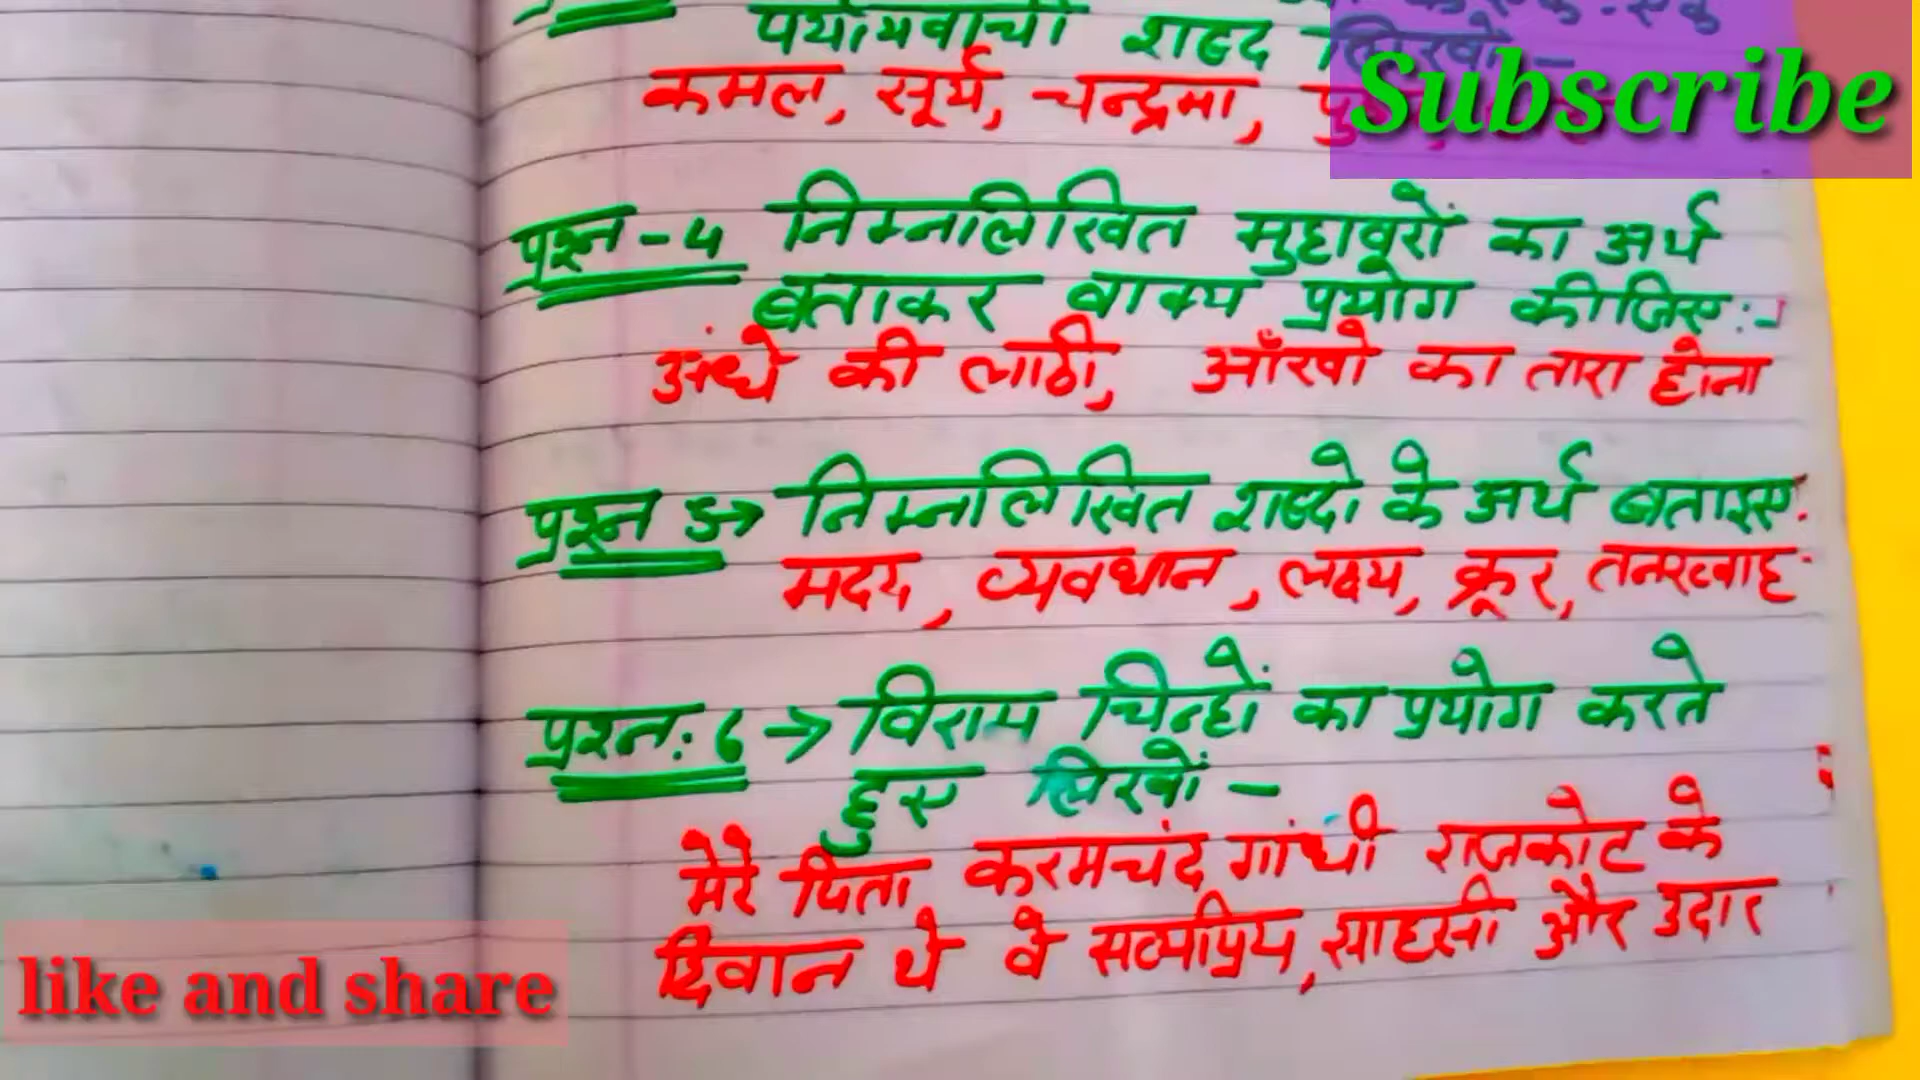 पर्यायवाची शब्द लिखों -
कमल, सूर्य, चन्द्रमा,
Subscribe
प्रश्न - 4 निम्नलिखित मुहावरों का अर्थ
बताकर वाक्य प्रयोग कीजिए :-
अंधे की लाठी, आँखो का तारा होना
प्रश्न 5→ निम्नलिखित शब्दो के अर्थ बताइए.
मदद, व्यवधान, लक्ष्य, क्रूर, तनख्वाह
प्रश्न: 6 → विराम चिन्हों का प्रयोग करते
हुए लिखों -
मेरे पिता करमचंद गांधी राजकोट के
दिवान थे वे सत्यप्रिय, साहसी और उदार
like and share